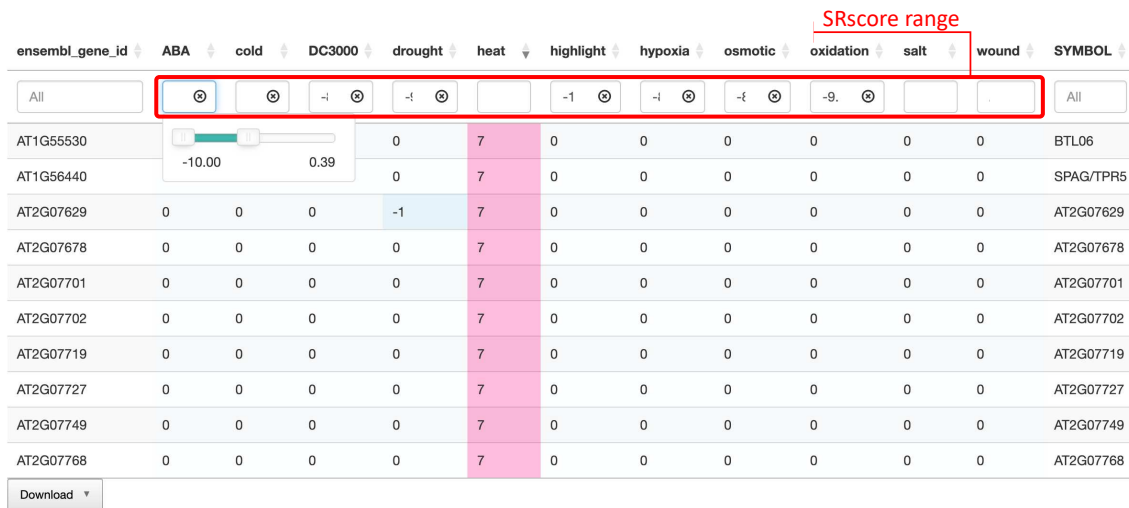 SRscore range
ensembl_gene_id ABA cold DC3000 drought heat highlight hypoxia osmotic oxidation salt wound SYMBOL
All -1 -9. All
AT1G55530 0 7 0 0 0 0 0 0 BTL06
-10.00 0.39
AT1G56440 0 7 0 0 0 0 0 0 SPAG/TPR5
AT2G07629 0 0 0 -1 7 0 0 0 0 0 0 AT2G07629
AT2G07678 0 0 0 0 7 0 0 0 0 0 0 AT2G07678
AT2G07701 0 0 0 0 7 0 0 0 0 0 0 AT2G07701
AT2G07702 0 0 0 0 7 0 0 0 0 0 0 AT2G07702
AT2G07719 0 0 0 0 7 0 0 0 0 0 0 AT2G07719
AT2G07727 0 0 0 0 7 0 0 0 0 0 0 AT2G07727
AT2G07749 0 0 0 0 7 0 0 0 0 0 0 AT2G07749
AT2G07768 0 0 0 0 7 0 0 0 0 0 0 AT2G07768
Download